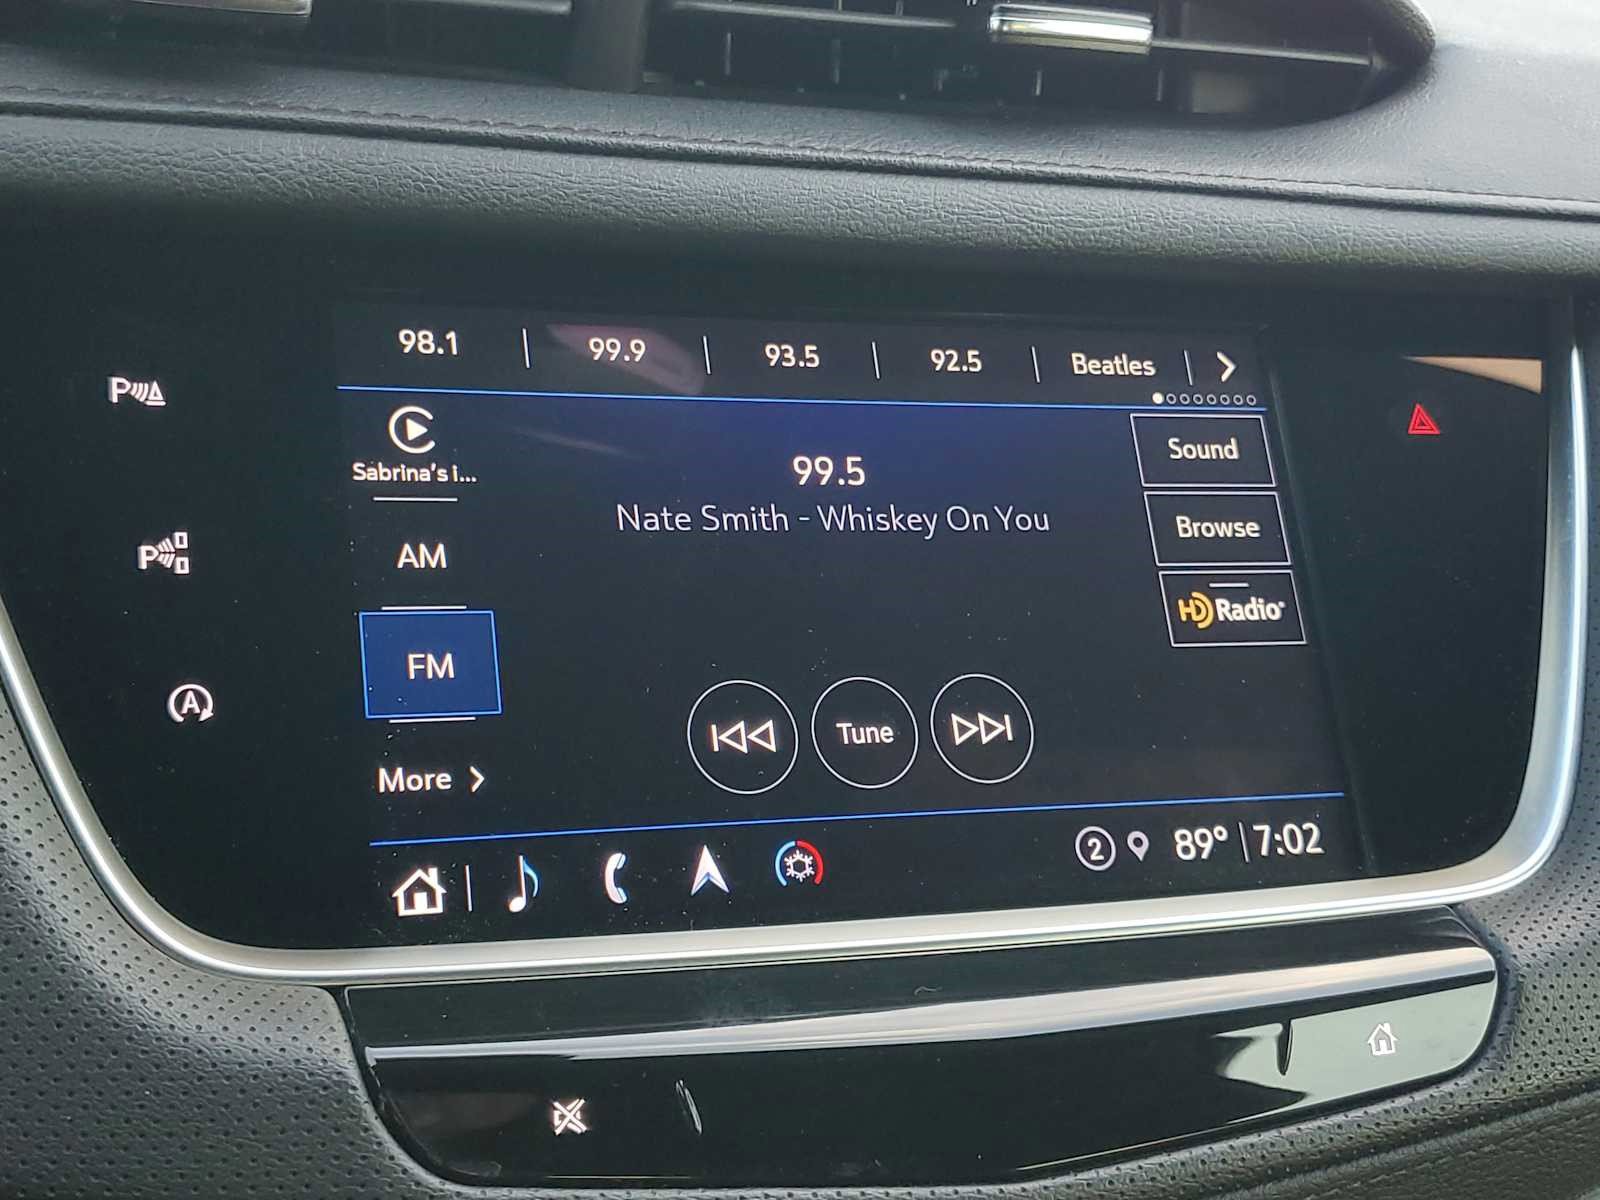 98.1 | 99.9 | 93.5 | 92.5 | Beatles | >
Sabrina's i...
99.5
Nate Smith - Whiskey On You
Sound
AM
Browse
HD Radio
FM
Tune
More >
2 89° | 7:02
P
P
A